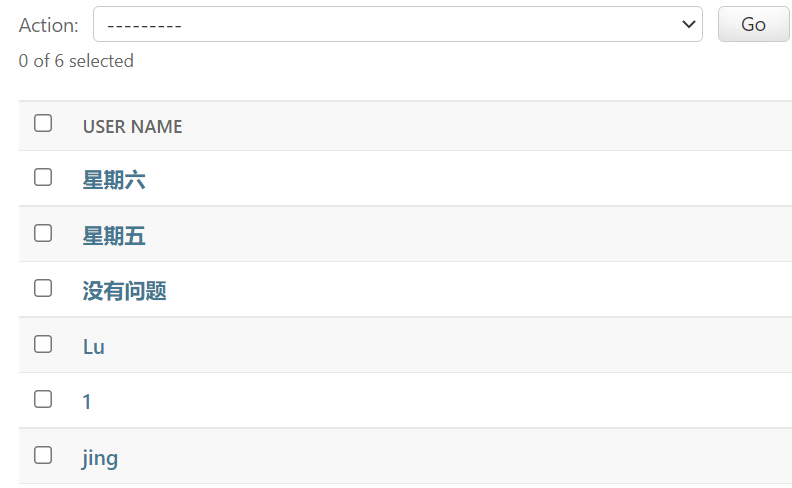 Action: --------- Go
0 of 6 selected
USER NAME
星期六
星期五
没有问题
Lu
1
jing